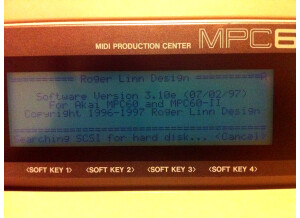 MIDI PRODUCTION CENTER MPC6
Roger Linn Design
Software Version 3.10e (07/02/97)
For Akai MPC60 and MPC60-II
Copyright 1996-1997 Roger Linn Design
Searching SCSI for hard disk... <Cancel>
<SOFT KEY 1> <SOFT KEY 2> <SOFT KEY 3> <SOFT KEY 4>